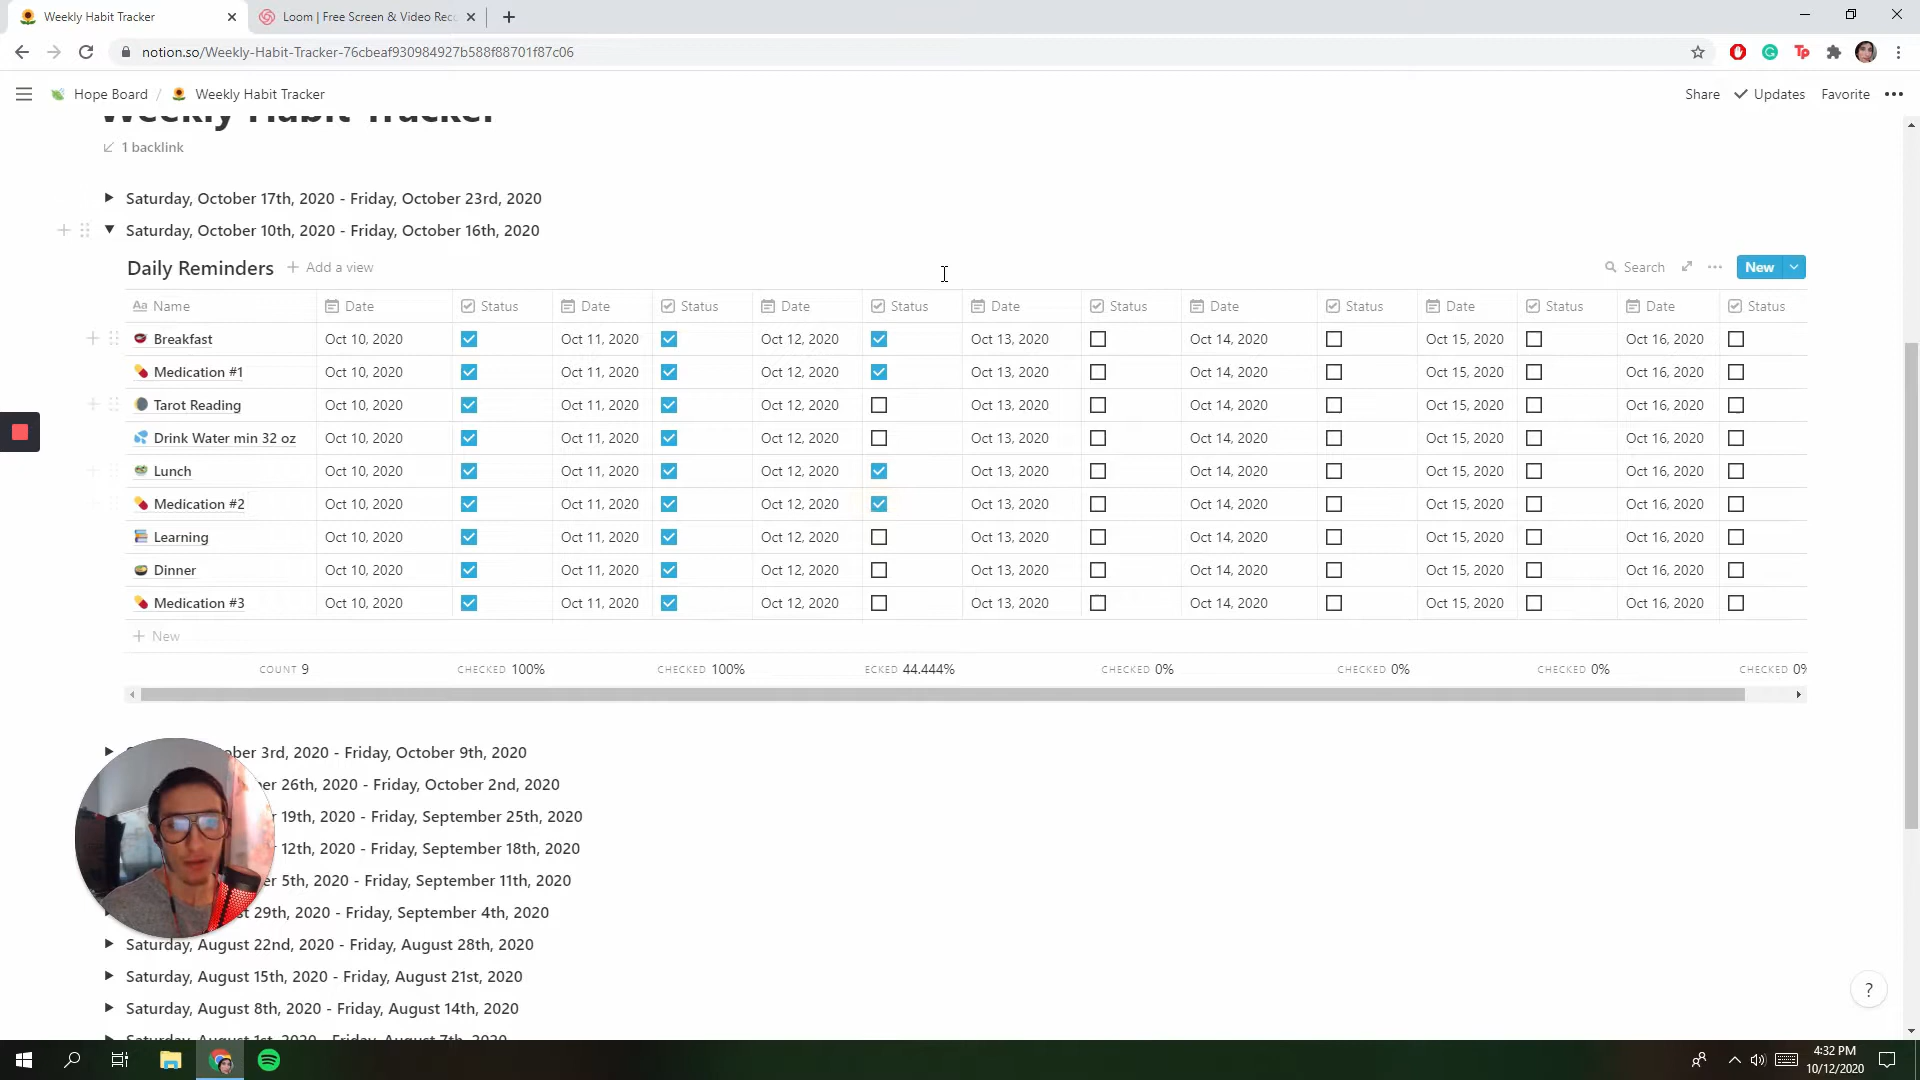 Weekly Habit Tracker
Loom | Free Screen & Video Rec
notion.so/Weekly-Habit-Tracker-76cbeaf930984927b588f88701f87c06
Hope Board / Weekly Habit Tracker
Share Updates Favorite
Weekly Habit Tracker
1 backlink
Saturday, October 17th, 2020 - Friday, October 23rd, 2020
Saturday, October 10th, 2020 - Friday, October 16th, 2020
Daily Reminders + Add a view Search New
Aa Name Date Status Date Status Date Status Date Status Date Status Date Status Date Status
Breakfast Oct 10, 2020 Oct 11, 2020 Oct 12, 2020 Oct 13, 2020 Oct 14, 2020 Oct 15, 2020 Oct 16, 2020
Medication #1 Oct 10, 2020 Oct 11, 2020 Oct 12, 2020 Oct 13, 2020 Oct 14, 2020 Oct 15, 2020 Oct 16, 2020
Tarot Reading Oct 10, 2020 Oct 11, 2020 Oct 12, 2020 Oct 13, 2020 Oct 14, 2020 Oct 15, 2020 Oct 16, 2020
Drink Water min 32 oz Oct 10, 2020 Oct 11, 2020 Oct 12, 2020 Oct 13, 2020 Oct 14, 2020 Oct 15, 2020 Oct 16, 2020
Lunch Oct 10, 2020 Oct 11, 2020 Oct 12, 2020 Oct 13, 2020 Oct 14, 2020 Oct 15, 2020 Oct 16, 2020
Medication #2 Oct 10, 2020 Oct 11, 2020 Oct 12, 2020 Oct 13, 2020 Oct 14, 2020 Oct 15, 2020 Oct 16, 2020
Learning Oct 10, 2020 Oct 11, 2020 Oct 12, 2020 Oct 13, 2020 Oct 14, 2020 Oct 15, 2020 Oct 16, 2020
Dinner Oct 10, 2020 Oct 11, 2020 Oct 12, 2020 Oct 13, 2020 Oct 14, 2020 Oct 15, 2020 Oct 16, 2020
Medication #3 Oct 10, 2020 Oct 11, 2020 Oct 12, 2020 Oct 13, 2020 Oct 14, 2020 Oct 15, 2020 Oct 16, 2020
+ New
COUNT 9 CHECKED 100% CHECKED 100% ECKED 44.444% CHECKED 0% CHECKED 0% CHECKED 0% CHECKED 0%
ober 3rd, 2020 - Friday, October 9th, 2020
er 26th, 2020 - Friday, October 2nd, 2020
r 19th, 2020 - Friday, September 25th, 2020
12th, 2020 - Friday, September 18th, 2020
er 5th, 2020 - Friday, September 11th, 2020
st 29th, 2020 - Friday, September 4th, 2020
Saturday, August 22nd, 2020 - Friday, August 28th, 2020
Saturday, August 15th, 2020 - Friday, August 21st, 2020
Saturday, August 8th, 2020 - Friday, August 14th, 2020
Saturday, August 1st, 2020 - Friday, August 7th, 2020
?
4:32 PM
10/12/2020